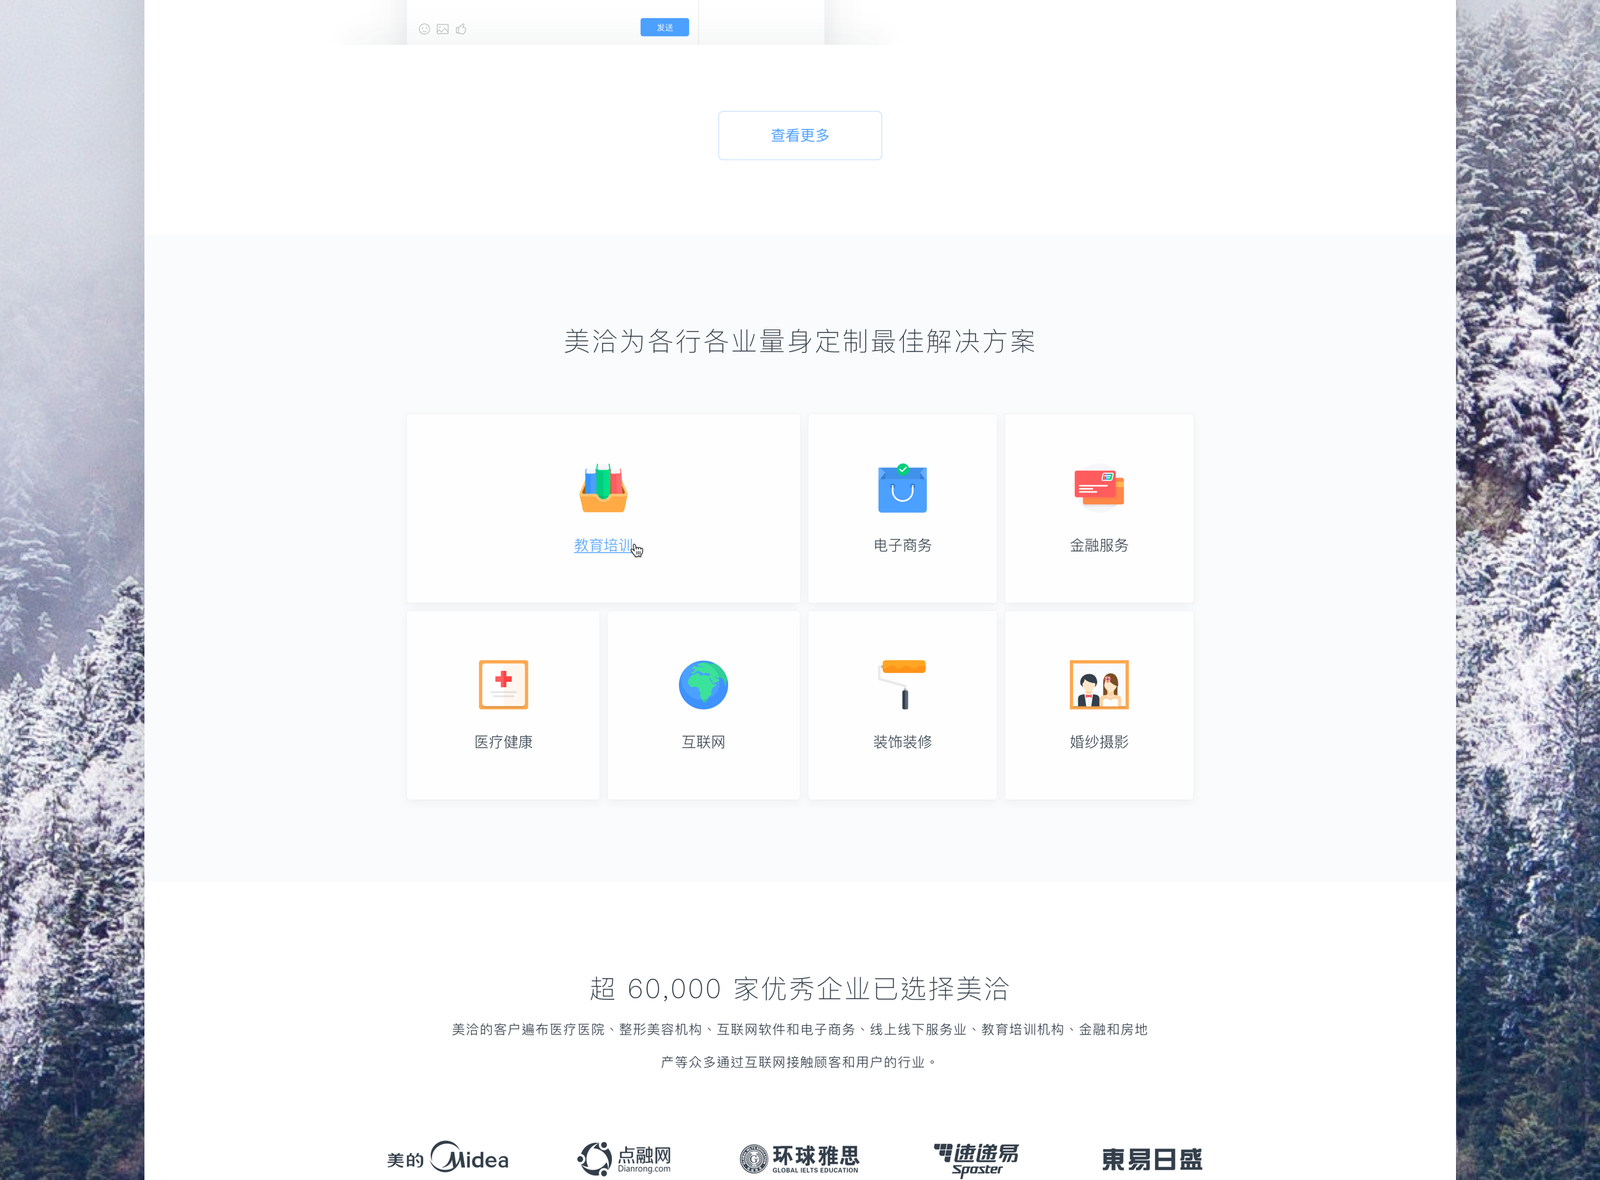 发送
查看更多
美洽为各行各业量身定制最佳解决方案
教育培训
电子商务
金融服务
医疗健康
互联网
装饰装修
婚纱摄影
超 60,000 家优秀企业已选择美洽
美洽的客户遍布医疗医院、整形美容机构、互联网软件和电子商务、线上线下服务业、教育培训机构、金融和房地
产等众多通过互联网接触顾客和用户的行业。
美的 Midea
点融网
Dianrong.com
环球雅思
GLOBAL IELTS EDUCATION
速递易
Sposter
東易日盛